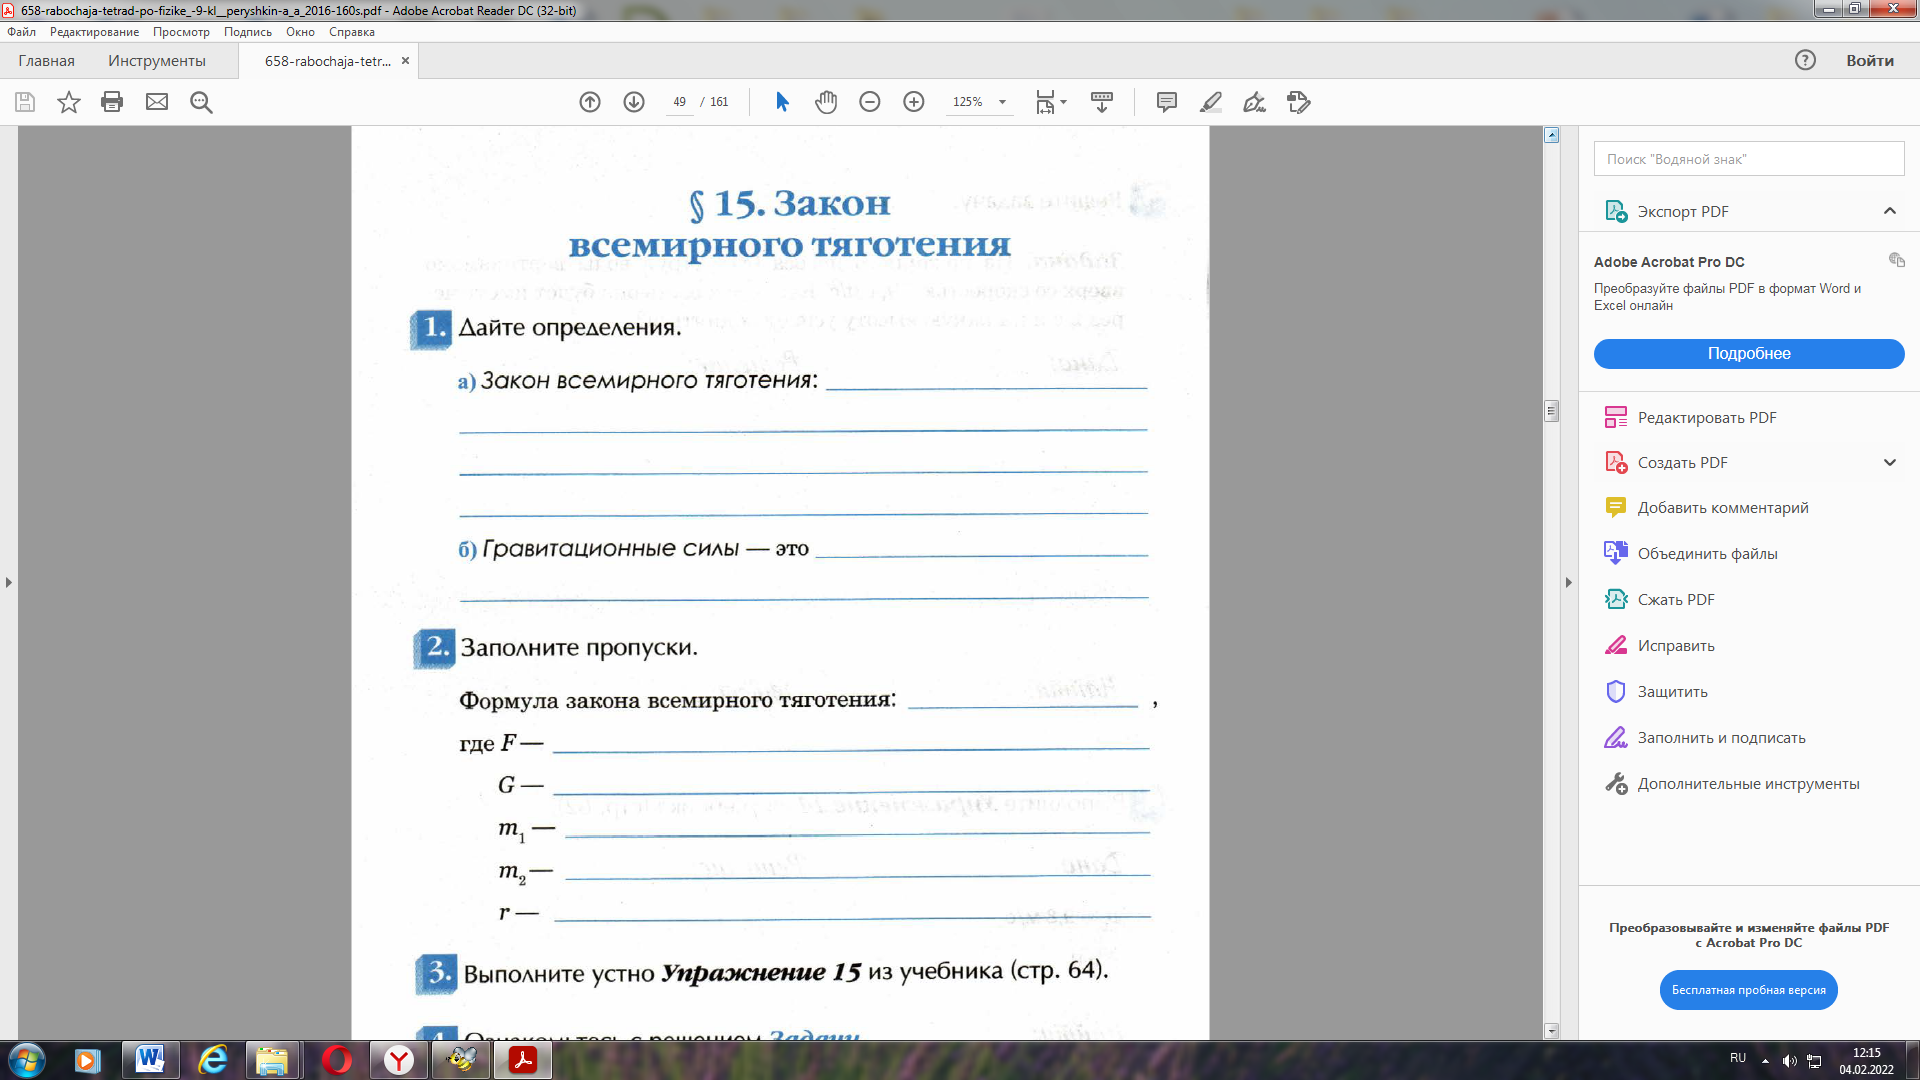 658-rabochaja-tetrad-po-fizike_-9-kl__peryshkin-a_a_2016-160s.pdf - Adobe Acrobat Reader DC (32-bit)
Файл Редактирование Просмотр Подпись Окно Справка
Главная Инструменты 658-rabochaja-tetr... × Войти
49 / 161 125%
§ 15. Закон
всемирного тяготения
1. Дайте определения.
а) Закон всемирного тяготения:
б) Гравитационные силы — это
2. Заполните пропуски.
Формула закона всемирного тяготения: ,
где F —
G —
m₁ —
m₂ —
r —
3. Выполните устно Упражнение 15 из учебника (стр. 64).
Поиск "Водяной знак"
Экспорт PDF
Adobe Acrobat Pro DC
Преобразуйте файлы PDF в формат Word и
Excel онлайн
Подробнее
Редактировать PDF
Создать PDF
Добавить комментарий
Объединить файлы
Сжать PDF
Исправить
Защитить
Заполнить и подписать
Дополнительные инструменты
Преобразовывайте и изменяйте файлы PDF
с Acrobat Pro DC
Бесплатная пробная версия
RU
12:15
04.02.2022